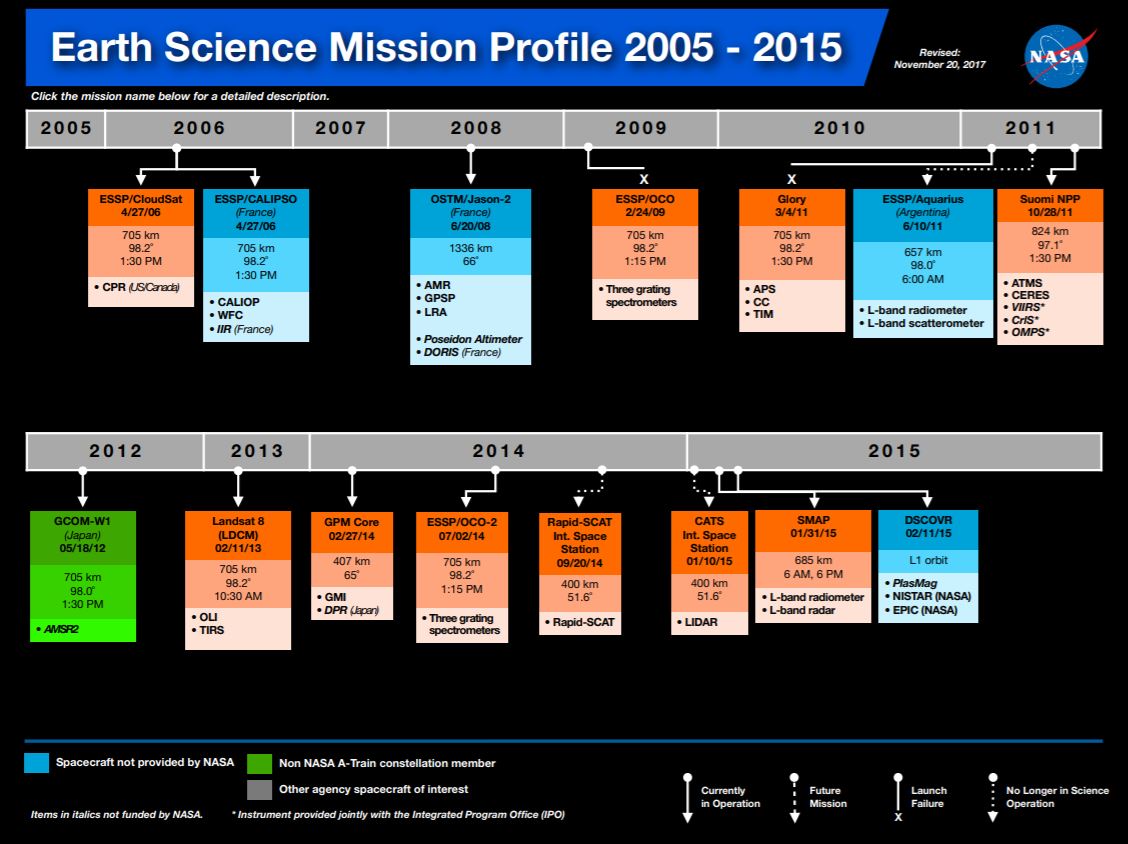 Earth Science Mission Profile 2005 - 2015
Revised:
November 20, 2017
NASA
Click the mission name below for a detailed description.
2005 2006 2007 2008 2009 2010 2011
X
X
ESSP/CloudSat
4/27/06
705 km
98.2°
1:30 PM
• CPR (US/Canada)
ESSP/CALIPSO
(France)
4/27/06
705 km
98.2°
1:30 PM
• CALIOP
• WFC
• IIR (France)
OSTM/Jason-2
(France)
6/20/08
1336 km
66°
• AMR
• GPSP
• LRA
• Poseidon Altimeter
• DORIS (France)
ESSP/OCO
2/24/09
705 km
98.2°
1:15 PM
• Three grating
spectrometers
Glory
3/4/11
705 km
98.2°
1:30 PM
• APS
• CC
• TIM
ESSP/Aquarius
(Argentina)
6/10/11
657 km
98.0°
6:00 AM
• L-band radiometer
• L-band scatterometer
Suomi NPP
10/28/11
824 km
97.1°
1:30 PM
• ATMS
• CERES
• VIIRS*
• CrIS*
• OMPS*
2012 2013 2014 2015
GCOM-W1
(Japan)
05/18/12
705 km
98.0°
1:30 PM
• AMSR2
Landsat 8
(LDCM)
02/11/13
705 km
98.2°
10:30 AM
• OLI
• TIRS
GPM Core
02/27/14
407 km
65°
• GMI
• DPR (Japan)
ESSP/OCO-2
07/02/14
705 km
98.2°
1:15 PM
• Three grating
spectrometers
Rapid-SCAT
Int. Space
Station
09/20/14
400 km
51.6°
• Rapid-SCAT
CATS
Int. Space
Station
01/10/15
400 km
51.6°
• LIDAR
SMAP
01/31/15
685 km
6 AM, 6 PM
• L-band radiometer
• L-band radar
DSCOVR
02/11/15
L1 orbit
• PlasMag
• NISTAR (NASA)
• EPIC (NASA)
Spacecraft not provided by NASA
Non NASA A-Train constellation member
Other agency spacecraft of interest
Items in italics not funded by NASA.
* Instrument provided jointly with the Integrated Program Office (IPO)
Currently
in Operation
Future
Mission
X
Launch
Failure
No Longer in Science
Operation